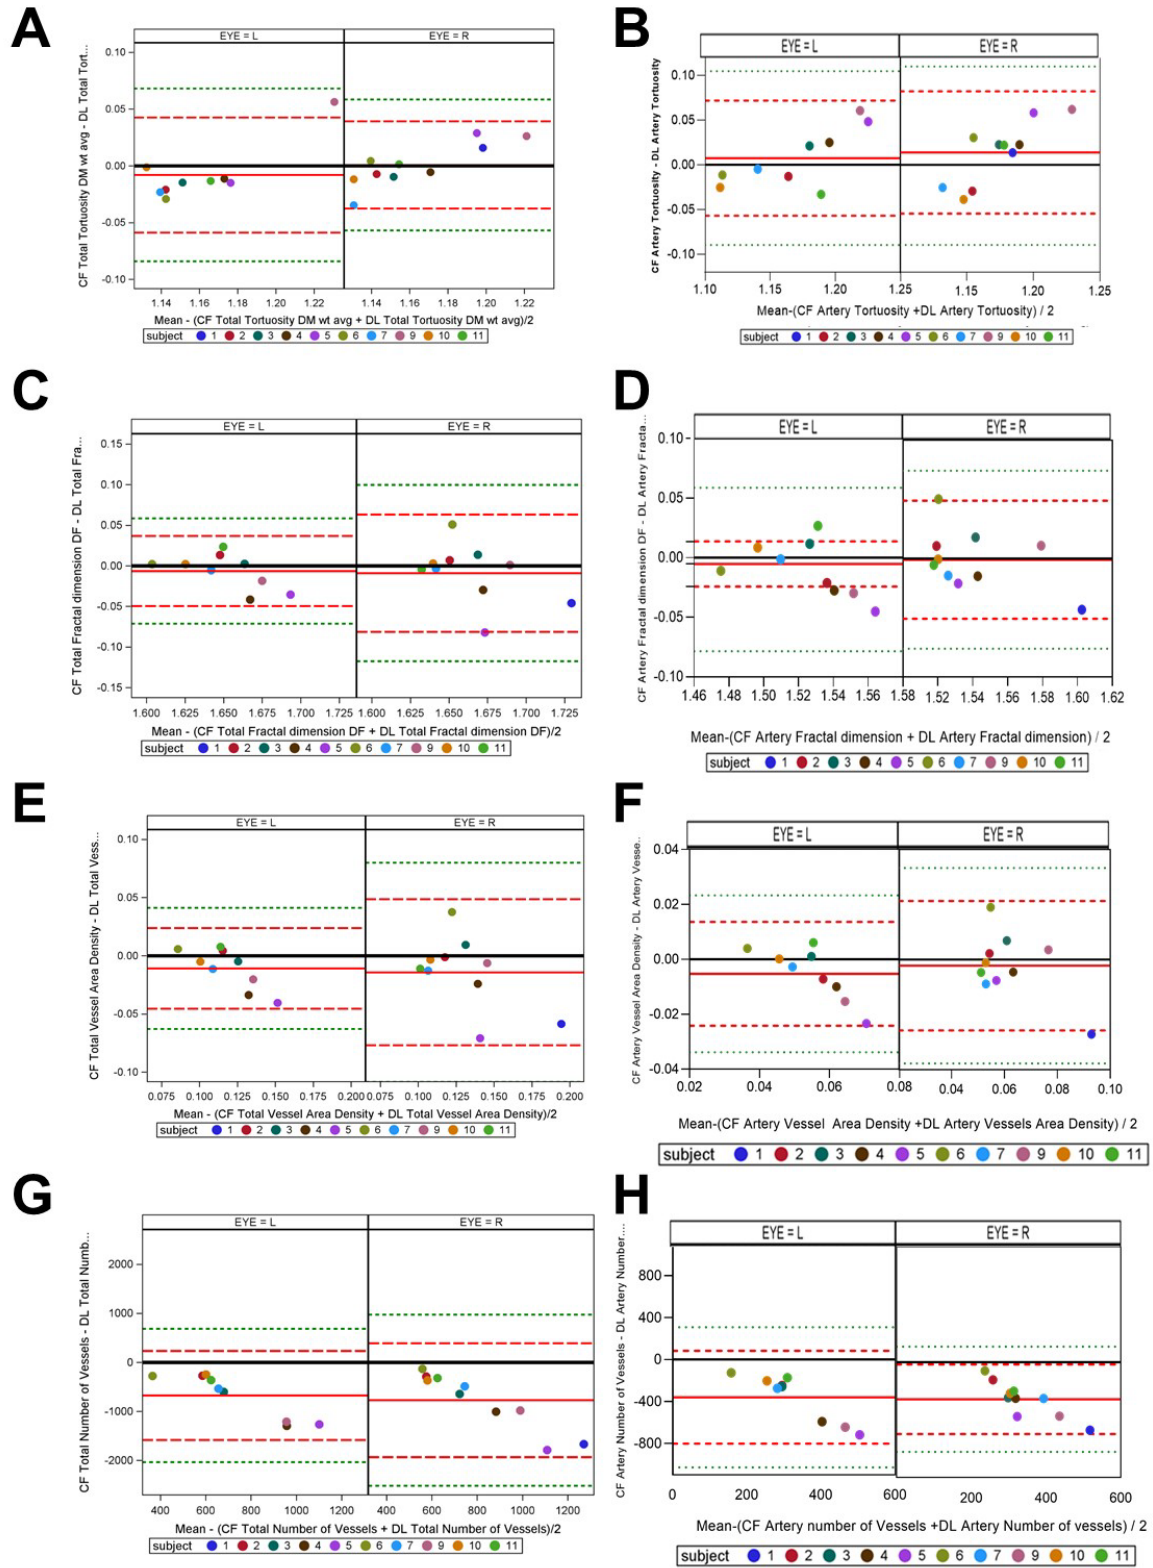 A
EYE = L
EYE = R
CF Total Tortuosity DM wt avg - DL Total Tort...
0.10
0.05
0.00
-0.05
-0.10
1.14 1.16 1.18 1.20 1.22 1.14 1.16 1.18 1.20 1.22
Mean - (CF Total Tortuosity DM wt avg + DL Total Tortuosity DM wt avg)/2
subject 1 2 3 4 5 6 7 9 10 11
B
EYE = L
EYE = R
CF Artery Tortuosity - DL Artery Tortuosity
0.10
0.05
0.00
-0.05
-0.10
1.10 1.15 1.20 1.25 1.15 1.20 1.25
Mean-(CF Artery Tortuosity +DL Artery Tortuosity) / 2
subject 1 2 3 4 5 6 7 9 10 11
C
EYE = L
EYE = R
CF Total Fractal dimension DF - DL Total Fra...
0.15
0.10
0.05
0.00
-0.05
-0.10
-0.15
1.600 1.625 1.650 1.675 1.700 1.725 1.600 1.625 1.650 1.675 1.700 1.725
Mean - (CF Total Fractal dimension DF + DL Total Fractal dimension DF)/2
subject 1 2 3 4 5 6 7 9 10 11
D
EYE = L
EYE = R
CF Artery Fractal dimension DF - DL Artery Fracta...
0.10
0.05
0.00
-0.05
-0.10
1.46 1.48 1.50 1.52 1.54 1.56 1.58 1.52 1.54 1.56 1.58 1.60 1.62
Mean-(CF Artery Fractal dimension + DL Artery Fractal dimension) / 2
subject 1 2 3 4 5 6 7 9 10 11
E
EYE = L
EYE = R
CF Total Vessel Area Density - DL Total Vess...
0.10
0.05
0.00
-0.05
-0.10
0.075 0.100 0.125 0.150 0.175 0.200 0.075 0.100 0.125 0.150 0.175 0.200
Mean - (CF Total Vessel Area Density + DL Total Vessel Area Density)/2
subject 1 2 3 4 5 6 7 9 10 11
F
EYE = L
EYE = R
CF Artery Vessel Area Density - DL Artery Vesse..
0.04
0.02
0.00
-0.02
-0.04
0.02 0.04 0.06 0.08 0.04 0.06 0.08 0.10
Mean-(CF Artery Vessel Area Density +DL Artery Vessels Area Density) / 2
subject 1 2 3 4 5 6 7 9 10 11
G
EYE = L
EYE = R
CF Total Number of Vessels - DL Total Numb...
2000
1000
0
-1000
-2000
400 600 800 1000 1200 400 600 800 1000 1200
Mean - (CF Total Number of Vessels + DL Total Number of Vessels)/2
subject 1 2 3 4 5 6 7 9 10 11
H
EYE = L
EYE = R
CF Artery Number of Vessels - DL Artery Number....
800
400
0
-400
-800
0 200 400 600 200 400 600
Mean-(CF Artery number of Vessels +DL Artery Number of vessels) / 2
subject 1 2 3 4 5 6 7 9 10 11